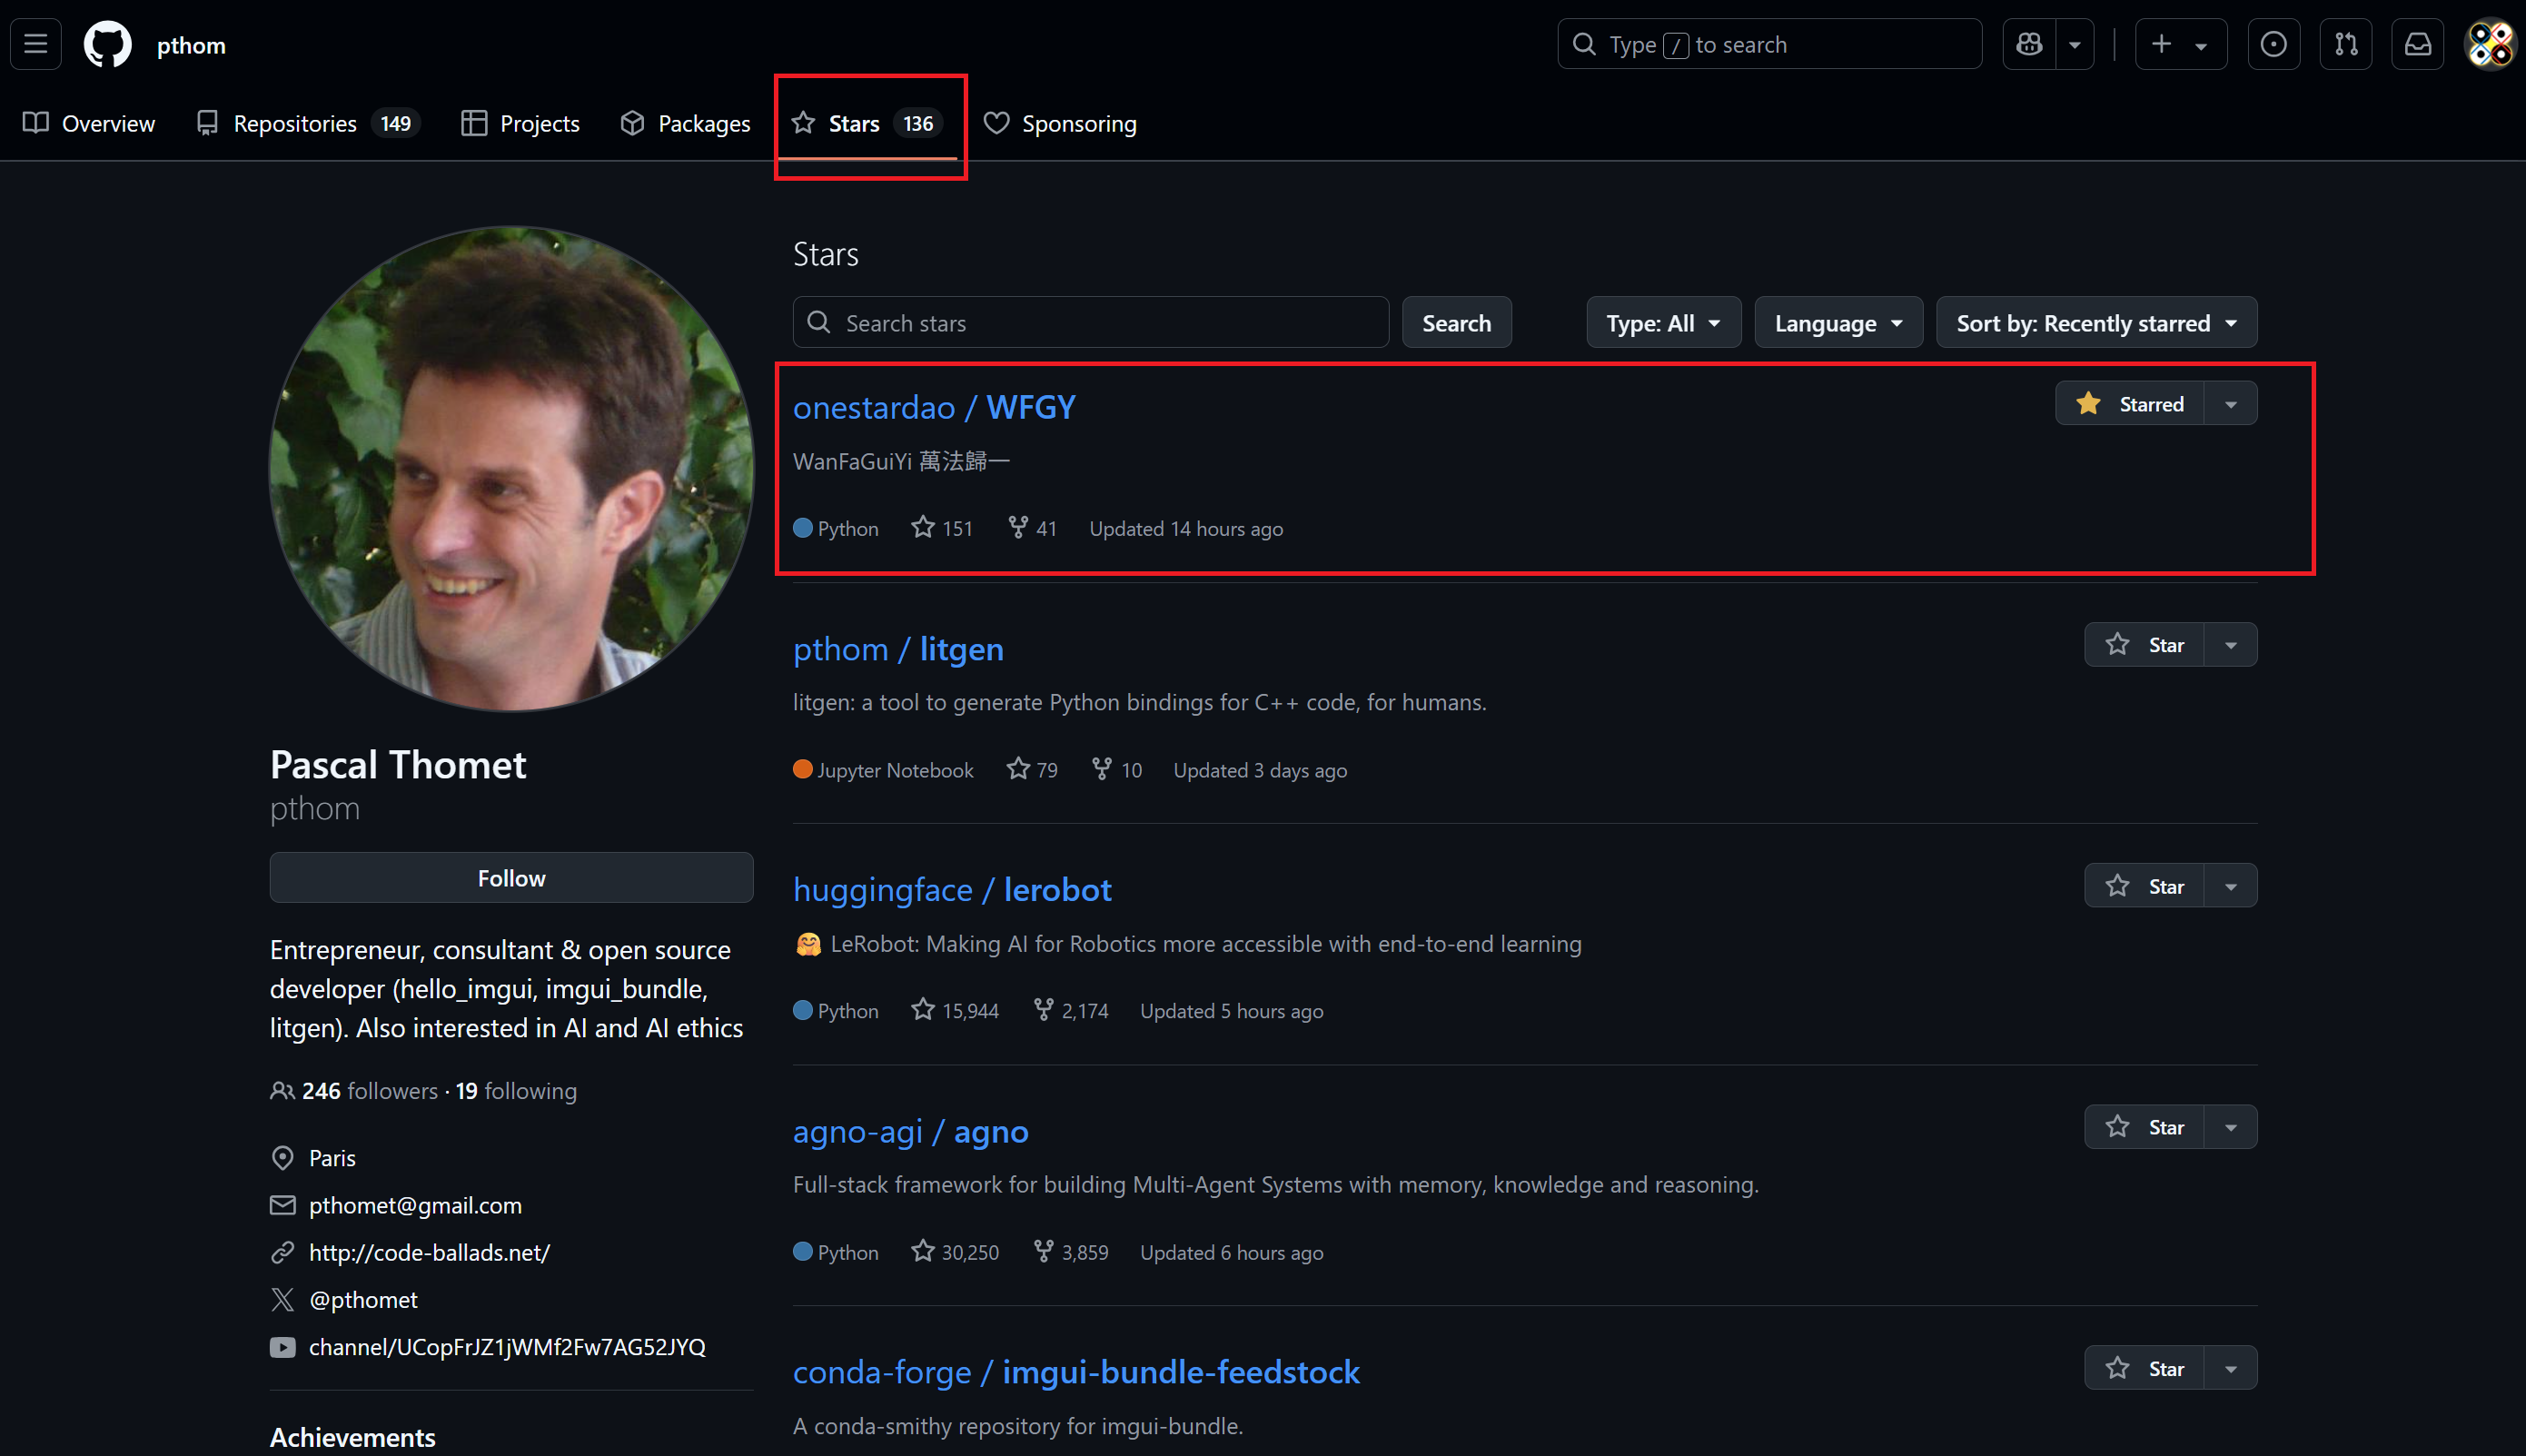 pthom
Type / to search
Overview
Repositories 149
Projects
Packages
Stars 136
Sponsoring
Stars
Search stars
Search
Type: All
Language
Sort by: Recently starred
onestardao / WFGY
Starred
WanFaGuiYi 萬法歸一
Python 151 41 Updated 14 hours ago
pthom / litgen
Star
litgen: a tool to generate Python bindings for C++ code, for humans.
Jupyter Notebook 79 10 Updated 3 days ago
huggingface / lerobot
Star
🤗 LeRobot: Making AI for Robotics more accessible with end-to-end learning
Python 15,944 2,174 Updated 5 hours ago
agno-agi / agno
Star
Full-stack framework for building Multi-Agent Systems with memory, knowledge and reasoning.
Python 30,250 3,859 Updated 6 hours ago
conda-forge / imgui-bundle-feedstock
Star
A conda-smithy repository for imgui-bundle.
Pascal Thomet
pthom
Follow
Entrepreneur, consultant & open source
developer (hello_imgui, imgui_bundle,
litgen). Also interested in AI and AI ethics
246 followers · 19 following
Paris
pthomet@gmail.com
http://code-ballads.net/
@pthomet
channel/UCopFrJZ1jWMf2Fw7AG52JYQ
Achievements